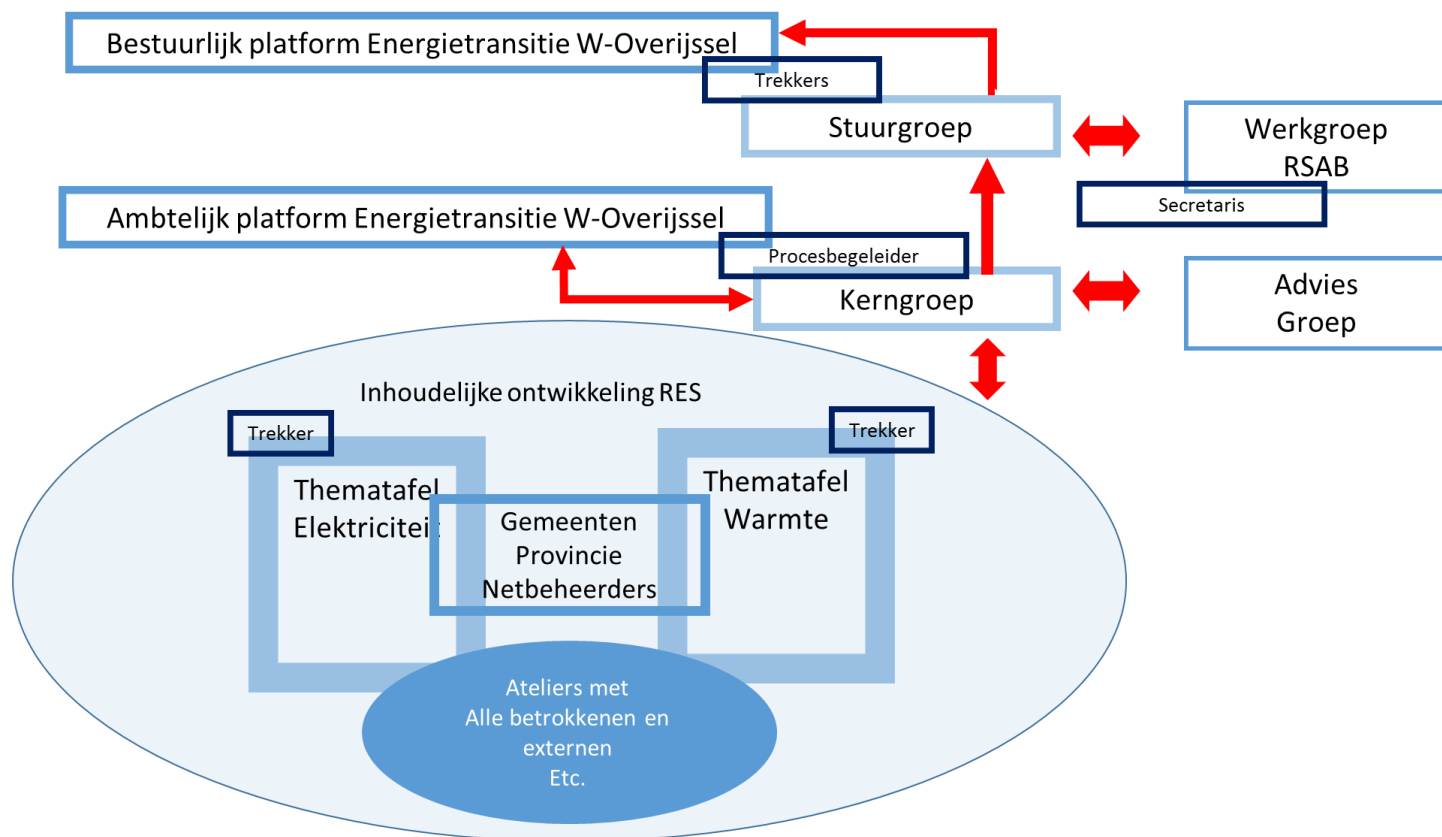 Bestuurlijk platform Energietransitie W-Overijssel
Trekkers
Stuurgroep
Werkgroep
RSAB
Secretaris
Ambtelijk platform Energietransitie W-Overijssel
Procesbegeleider
Kerngroep
Advies
Groep
Inhoudelijke ontwikkeling RES
Trekker
Thematafel
Elektriciteit
Trekker
Thematafel
Warmte
Gemeenten
Provincie
Netbeheerders
Ateliers met
Alle betrokkenen en
externen
Etc.